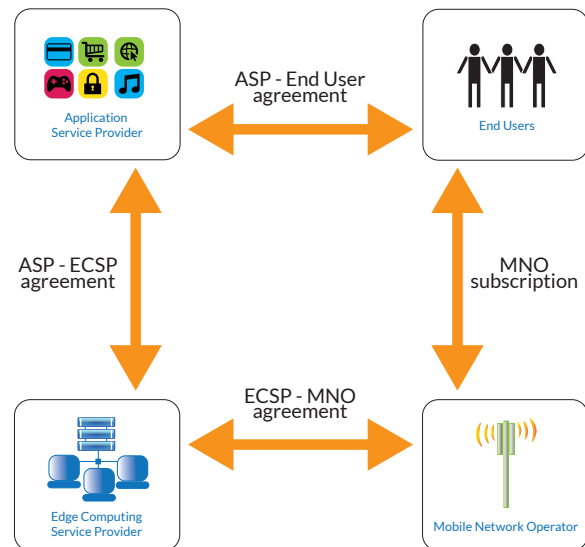 ASP - End User
agreement
Application
Service Provider
End Users
ASP - ECSP
agreement
MNO
subscription
ECSP - MNO
agreement
Edge Computing
Service Provider
Mobile Network Operator